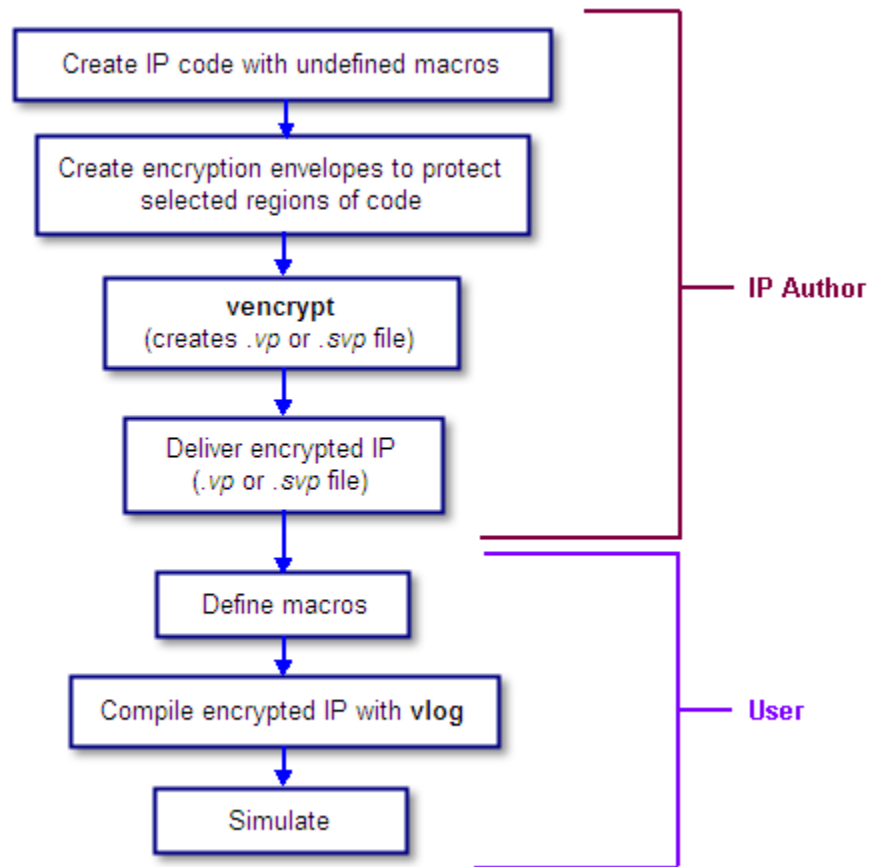 Create IP code with undefined macros
Create encryption envelopes to protect
selected regions of code
vencrypt
(creates .vp or .svp file)
IP Author
Deliver encrypted IP
(.vp or .svp file)
Define macros
Compile encrypted IP with vlog
User
Simulate